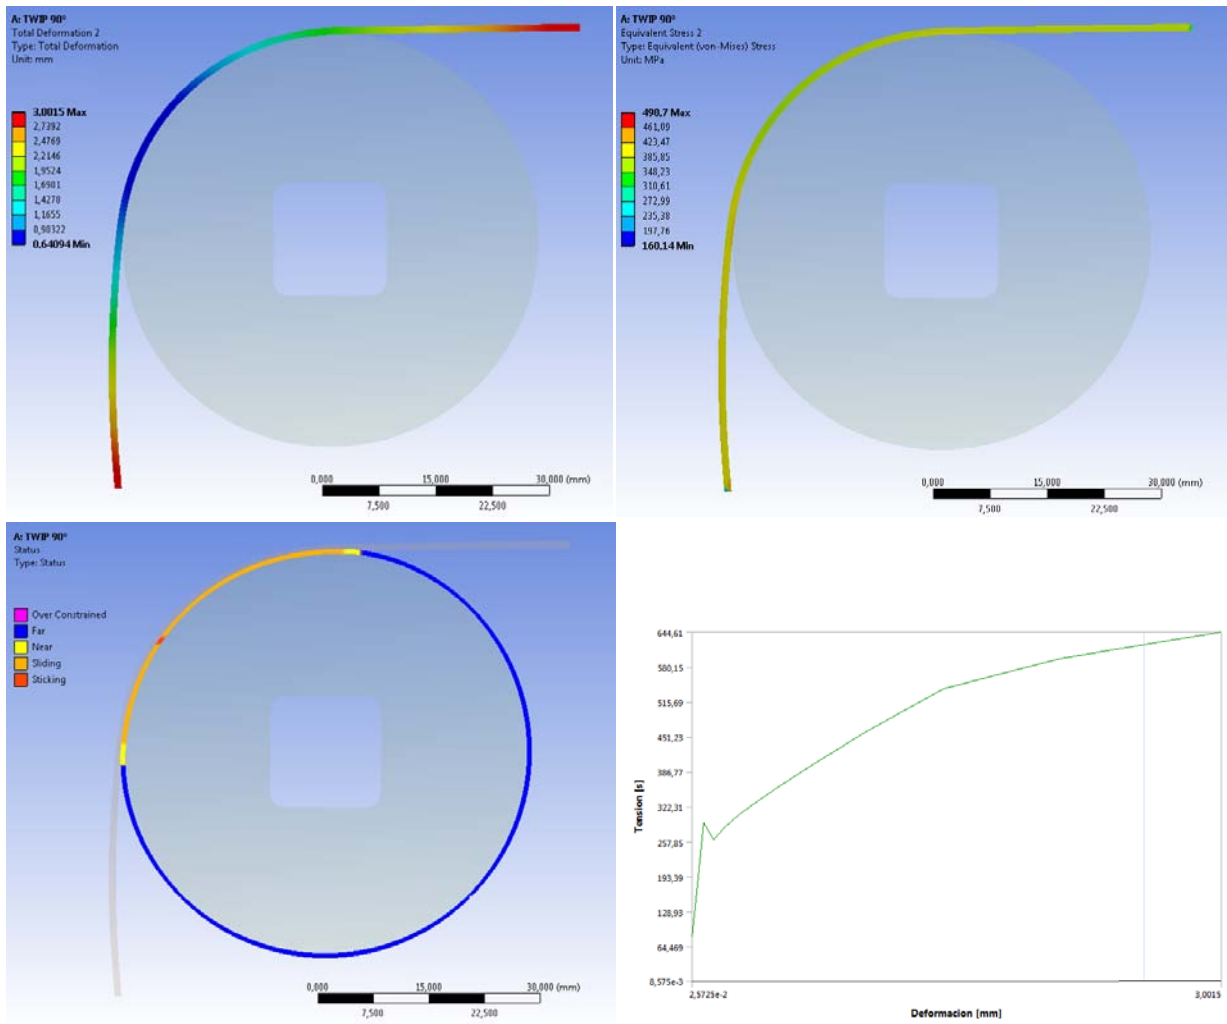 A: TWIP 90°
Total Deformation 2
Type: Total Deformation
Unit: mm
3,0015 Max
2,7392
2,4769
2,2146
1,9524
1,6901
1,4278
1,1655
0,90322
0,64094 Min
0,000
15,000
30,000 (mm)
7,500
22,500
A: TWIP 90°
Equivalent Stress 2
Type: Equivalent (von-Mises) Stress
Unit: MPa
498,7 Max
461,09
423,47
385,85
348,23
310,61
272,99
235,38
197,76
160,14 Min
0,000
15,000
30,000 (mm)
7,500
22,500
A: TWIP 90°
Status
Type: Status
Over Constrained
Far
Near
Sliding
Sticking
0,000
15,000
30,000 (mm)
7,500
22,500
644,61
580,15
515,69
451,23
386,77
322,31
257,85
193,39
128,93
64,469
8,575e-3
Tension [s]
2,5725e-2
3,0015
Deformacion [mm]